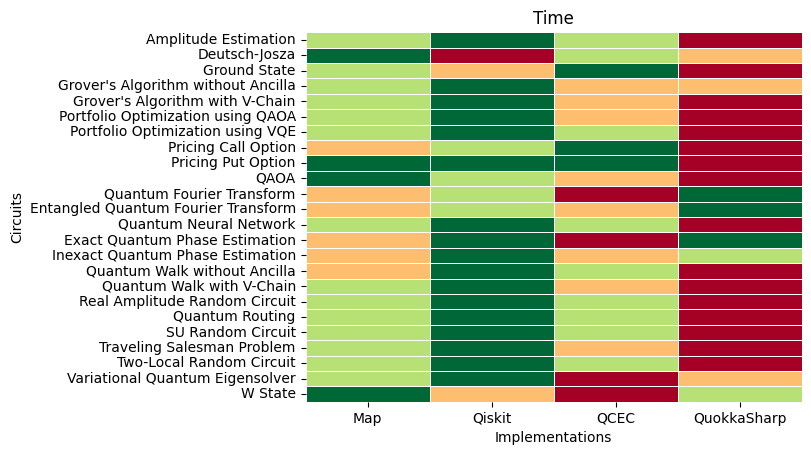 Time
Circuits
Amplitude Estimation
Deutsch-Josza
Ground State
Grover's Algorithm without Ancilla
Grover's Algorithm with V-Chain
Portfolio Optimization using QAOA
Portfolio Optimization using VQE
Pricing Call Option
Pricing Put Option
QAOA
Quantum Fourier Transform
Entangled Quantum Fourier Transform
Quantum Neural Network
Exact Quantum Phase Estimation
Inexact Quantum Phase Estimation
Quantum Walk without Ancilla
Quantum Walk with V-Chain
Real Amplitude Random Circuit
Quantum Routing
SU Random Circuit
Traveling Salesman Problem
Two-Local Random Circuit
Variational Quantum Eigensolver
W State
Map Qiskit QCEC QuokkaSharp
Implementations